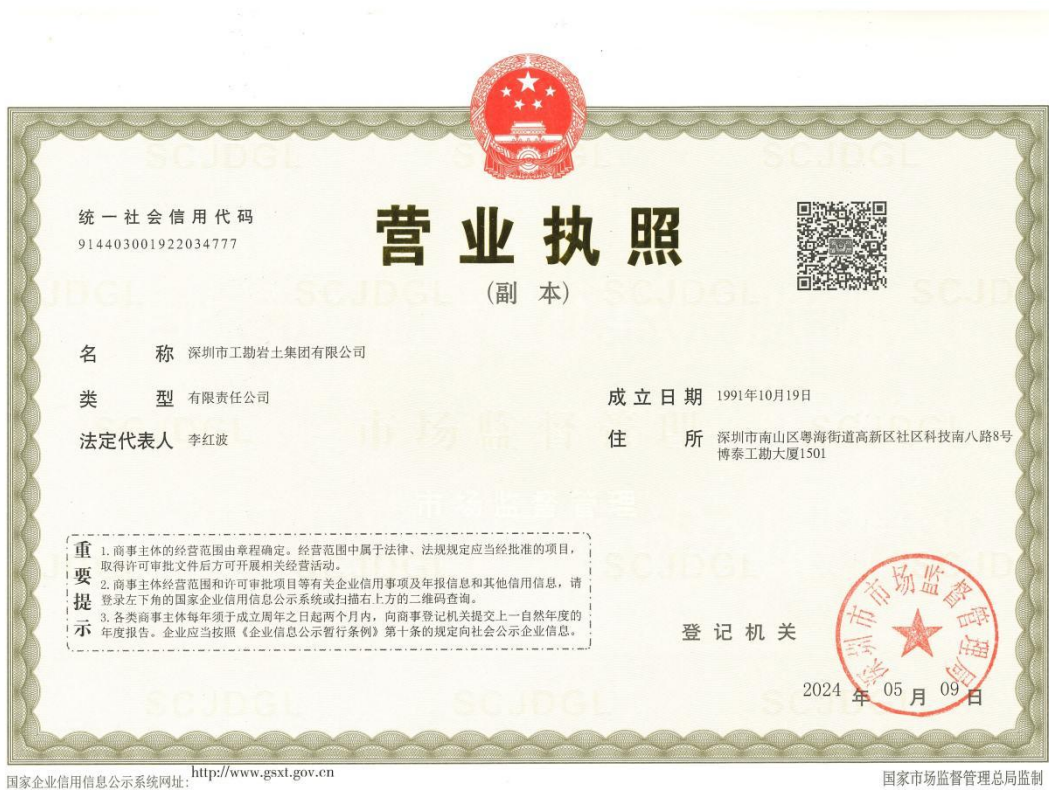 统一社会信用代码
914403001922034777
营业执照
(副 本)
名 称 深圳市工勘岩土集团有限公司
类 型 有限责任公司
法定代表人 李红波
成立日期 1991年10月19日
住 所 深圳市南山区粤海街道高新区社区科技南八路8号
博泰工勘大厦1501
重要提示
1.商事主体的经营范围由章程确定。经营范围中属于法律、法规规定应当经批准的项目，
取得许可审批文件后方可开展相关经营活动。
2.商事主体经营范围和许可审批项目等有关企业信用事项及年报信息和其他信用信息，请
登录左下角的国家企业信用信息公示系统或扫描右上方的二维码查询。
3.各类商事主体每年须于成立周年之日起两个月内，向商事登记机关提交上一自然年度的
年度报告。企业应当按照《企业信息公示暂行条例》第十条的规定向社会公示企业信息。
登记机关
深圳市市场监督管理局
2024 年 05 月 09 日
国家企业信用信息公示系统网址: http://www.gsxt.gov.cn
国家市场监督管理总局监制
SCJDGL
市场监督管理